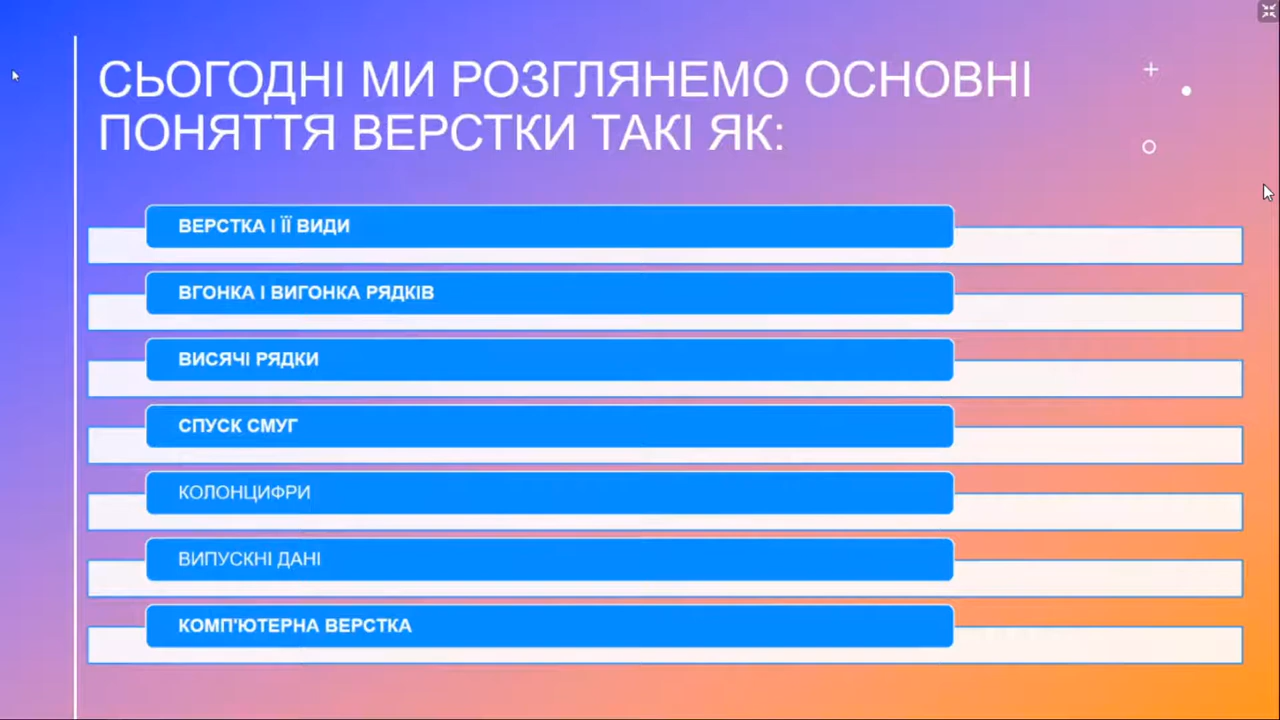 СЬОГОДНІ МИ РОЗГЛЯНЕМО ОСНОВНІ
ПОНЯТТЯ ВЕРСТКИ ТАКІ ЯК:
ВЕРСТКА І ЇЇ ВИДИ
ВГОНКА І ВИГОНКА РЯДКІВ
ВИСЯЧІ РЯДКИ
СПУСК СМУГ
КОЛОНЦИФРИ
ВИПУСКНІ ДАНІ
КОМП'ЮТЕРНА ВЕРСТКА